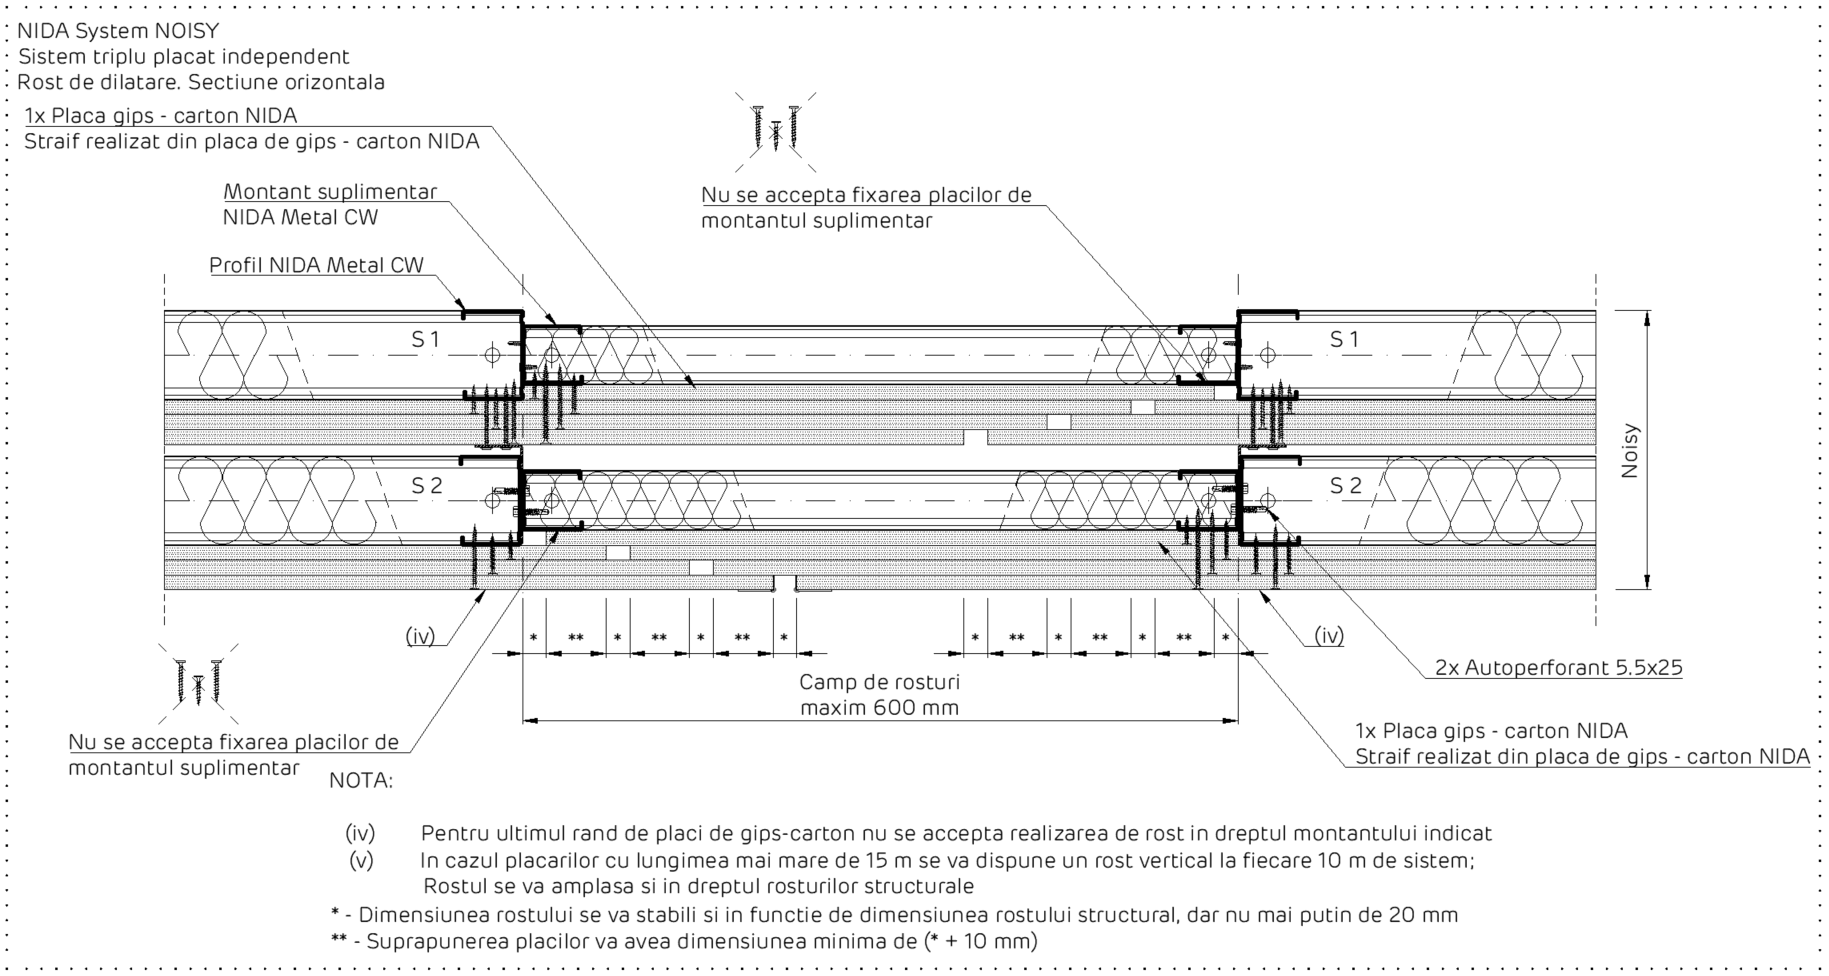 NIDA System NOISY
Sistem triplu placat independent
Rost de dilatare. Sectiune orizontala
1x Placa gips - carton NIDA
Straif realizat din placa de gips - carton NIDA
Montant suplimentar
NIDA Metal CW
Profil NIDA Metal CW
Nu se accepta fixarea placilor de
montantul suplimentar
S 1
S 1
S 2
S 2
Noisy
(iv)
* ** * ** * ** *
* ** * ** * ** *
(iv)
2x Autoperforant 5.5x25
Camp de rosturi
maxim 600 mm
1x Placa gips - carton NIDA
Straif realizat din placa de gips - carton NIDA
Nu se accepta fixarea placilor de
montantul suplimentar
NOTA:
(iv) Pentru ultimul rand de placi de gips-carton nu se accepta realizarea de rost in dreptul montantului indicat
(v) In cazul placarilor cu lungimea mai mare de 15 m se va dispune un rost vertical la fiecare 10 m de sistem;
Rostul se va amplasa si in dreptul rosturilor structurale
* - Dimensiunea rostului se va stabili si in functie de dimensiunea rostului structural, dar nu mai putin de 20 mm
** - Suprapunerea placilor va avea dimensiunea minima de (* + 10 mm)